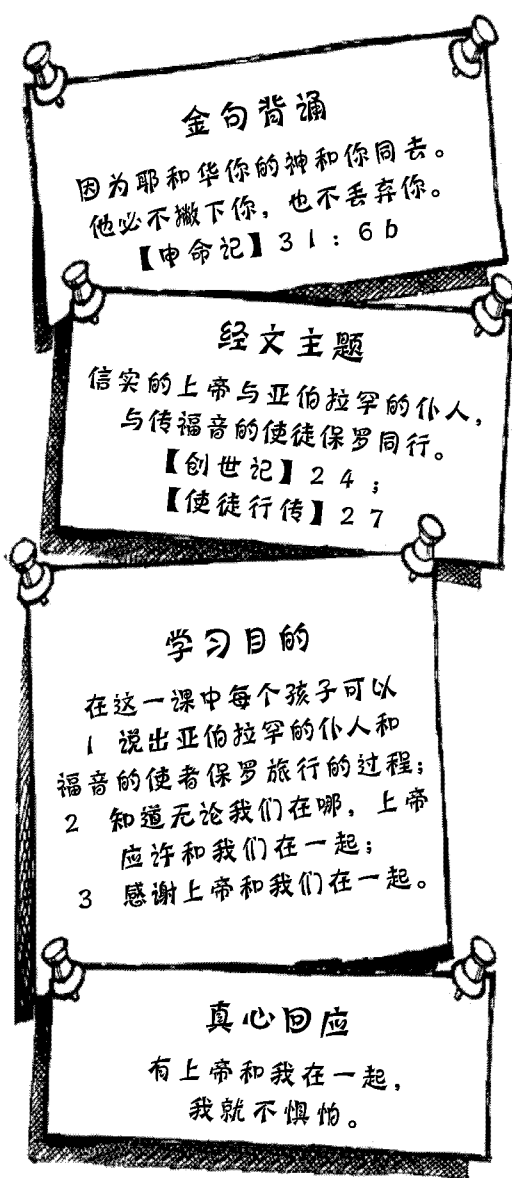 金句背诵
因为耶和华你的神和你同去。
他必不撇下你，也不丢弃你。
【申命记】31：6b
经文主题
信实的上帝与亚伯拉罕的仆人，
与传福音的使徒保罗同行。
【创世记】24；
【使徒行传】27
学习目的
在这一课中每个孩子可以
1 说出亚伯拉罕的仆人和
福音的使者保罗旅行的过程；
2 知道无论我们在哪，上帝
应许和我们在一起；
3 感谢上帝和我们在一起。
真心回应
有上帝和我在一起，
我就不惧怕。